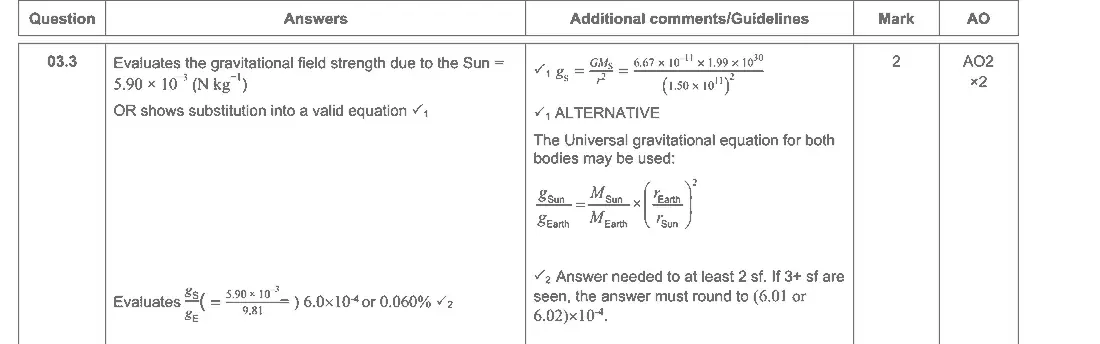 Question Answers Additional comments/Guidelines Mark AO
03.3 Evaluates the gravitational field strength due to the Sun = 5.90 × 10 ³ (N kg⁻¹)
OR shows substitution into a valid equation ✓₁
✓₁ g_s = GM_S / r² = 6.67 × 10⁻¹¹ × 1.99 × 10³⁰ / (1.50 × 10¹¹)²
✓₁ ALTERNATIVE
The Universal gravitational equation for both
bodies may be used:
g_Sun / g_Earth = M_Sun / M_Earth × (r_Earth / r_Sun)²
2
AO2
×2
Evaluates g_S / g_E ( = 5.90 × 10 ³ / 9.81 = ) 6.0×10⁻⁴ or 0.060% ✓₂
✓₂ Answer needed to at least 2 sf. If 3+ sf are
seen, the answer must round to (6.01 or
6.02)×10⁻⁴.